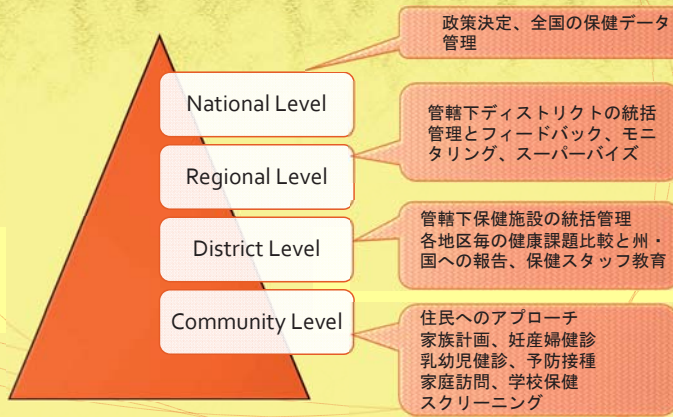 National Level
政策決定、全国の保健データ
管理
Regional Level
管轄下ディストリクトの統括
管理とフィードバック、モニ
タリング、スーパーバイズ
District Level
管轄下保健施設の統括管理
各地区毎の健康課題比較と州・
国への報告、保健スタッフ教育
Community Level
住民へのアプローチ
家族計画、妊産婦健診
乳幼児健診、予防接種
家庭訪問、学校保健
スクリーニング